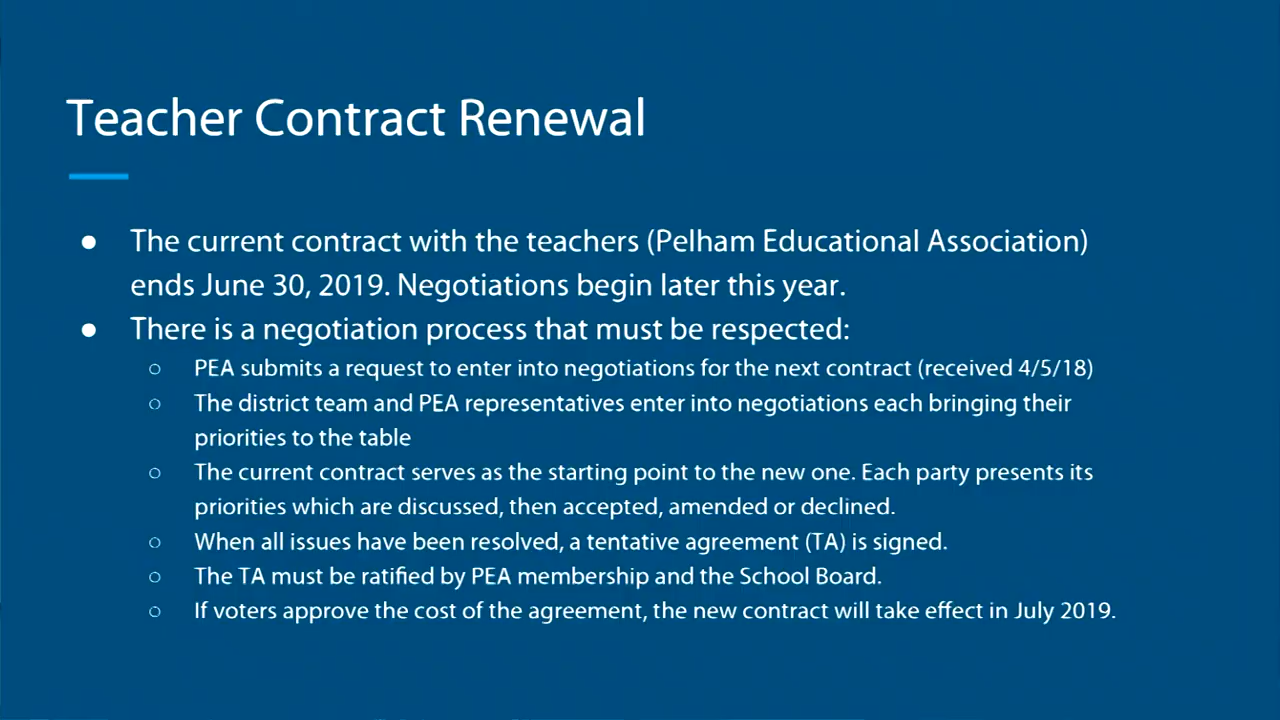 Teacher Contract Renewal
● The current contract with the teachers (Pelham Educational Association)
ends June 30, 2019. Negotiations begin later this year.
● There is a negotiation process that must be respected:
○ PEA submits a request to enter into negotiations for the next contract (received 4/5/18)
○ The district team and PEA representatives enter into negotiations each bringing their
priorities to the table
○ The current contract serves as the starting point to the new one. Each party presents its
priorities which are discussed, then accepted, amended or declined.
○ When all issues have been resolved, a tentative agreement (TA) is signed.
○ The TA must be ratified by PEA membership and the School Board.
○ If voters approve the cost of the agreement, the new contract will take effect in July 2019.